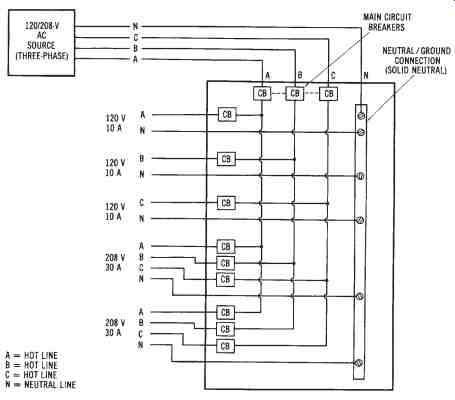 120/208-V
AC
SOURCE
(THREE-PHASE)
N
C
B
A
MAIN CIRCUIT
BREAKERS
NEUTRAL/GROUND
CONNECTION
(SOLID NEUTRAL)
A
B
C
N
CB
CB
CB
120 V
10 A
A
N
CB
120 V
10 A
B
N
CB
120 V
10 A
C
N
CB
208 V
30 A
A
B
C
N
CB
CB
CB
208 V
30 A
A
B
C
N
CB
CB
CB
A = HOT LINE
B = HOT LINE
C = HOT LINE
N = NEUTRAL LINE